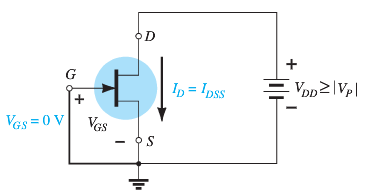 D
G
+
I_D = I_DSS
+
V_DD ≥ |V_P|
−
V_GS = 0 V
V_GS
−
S